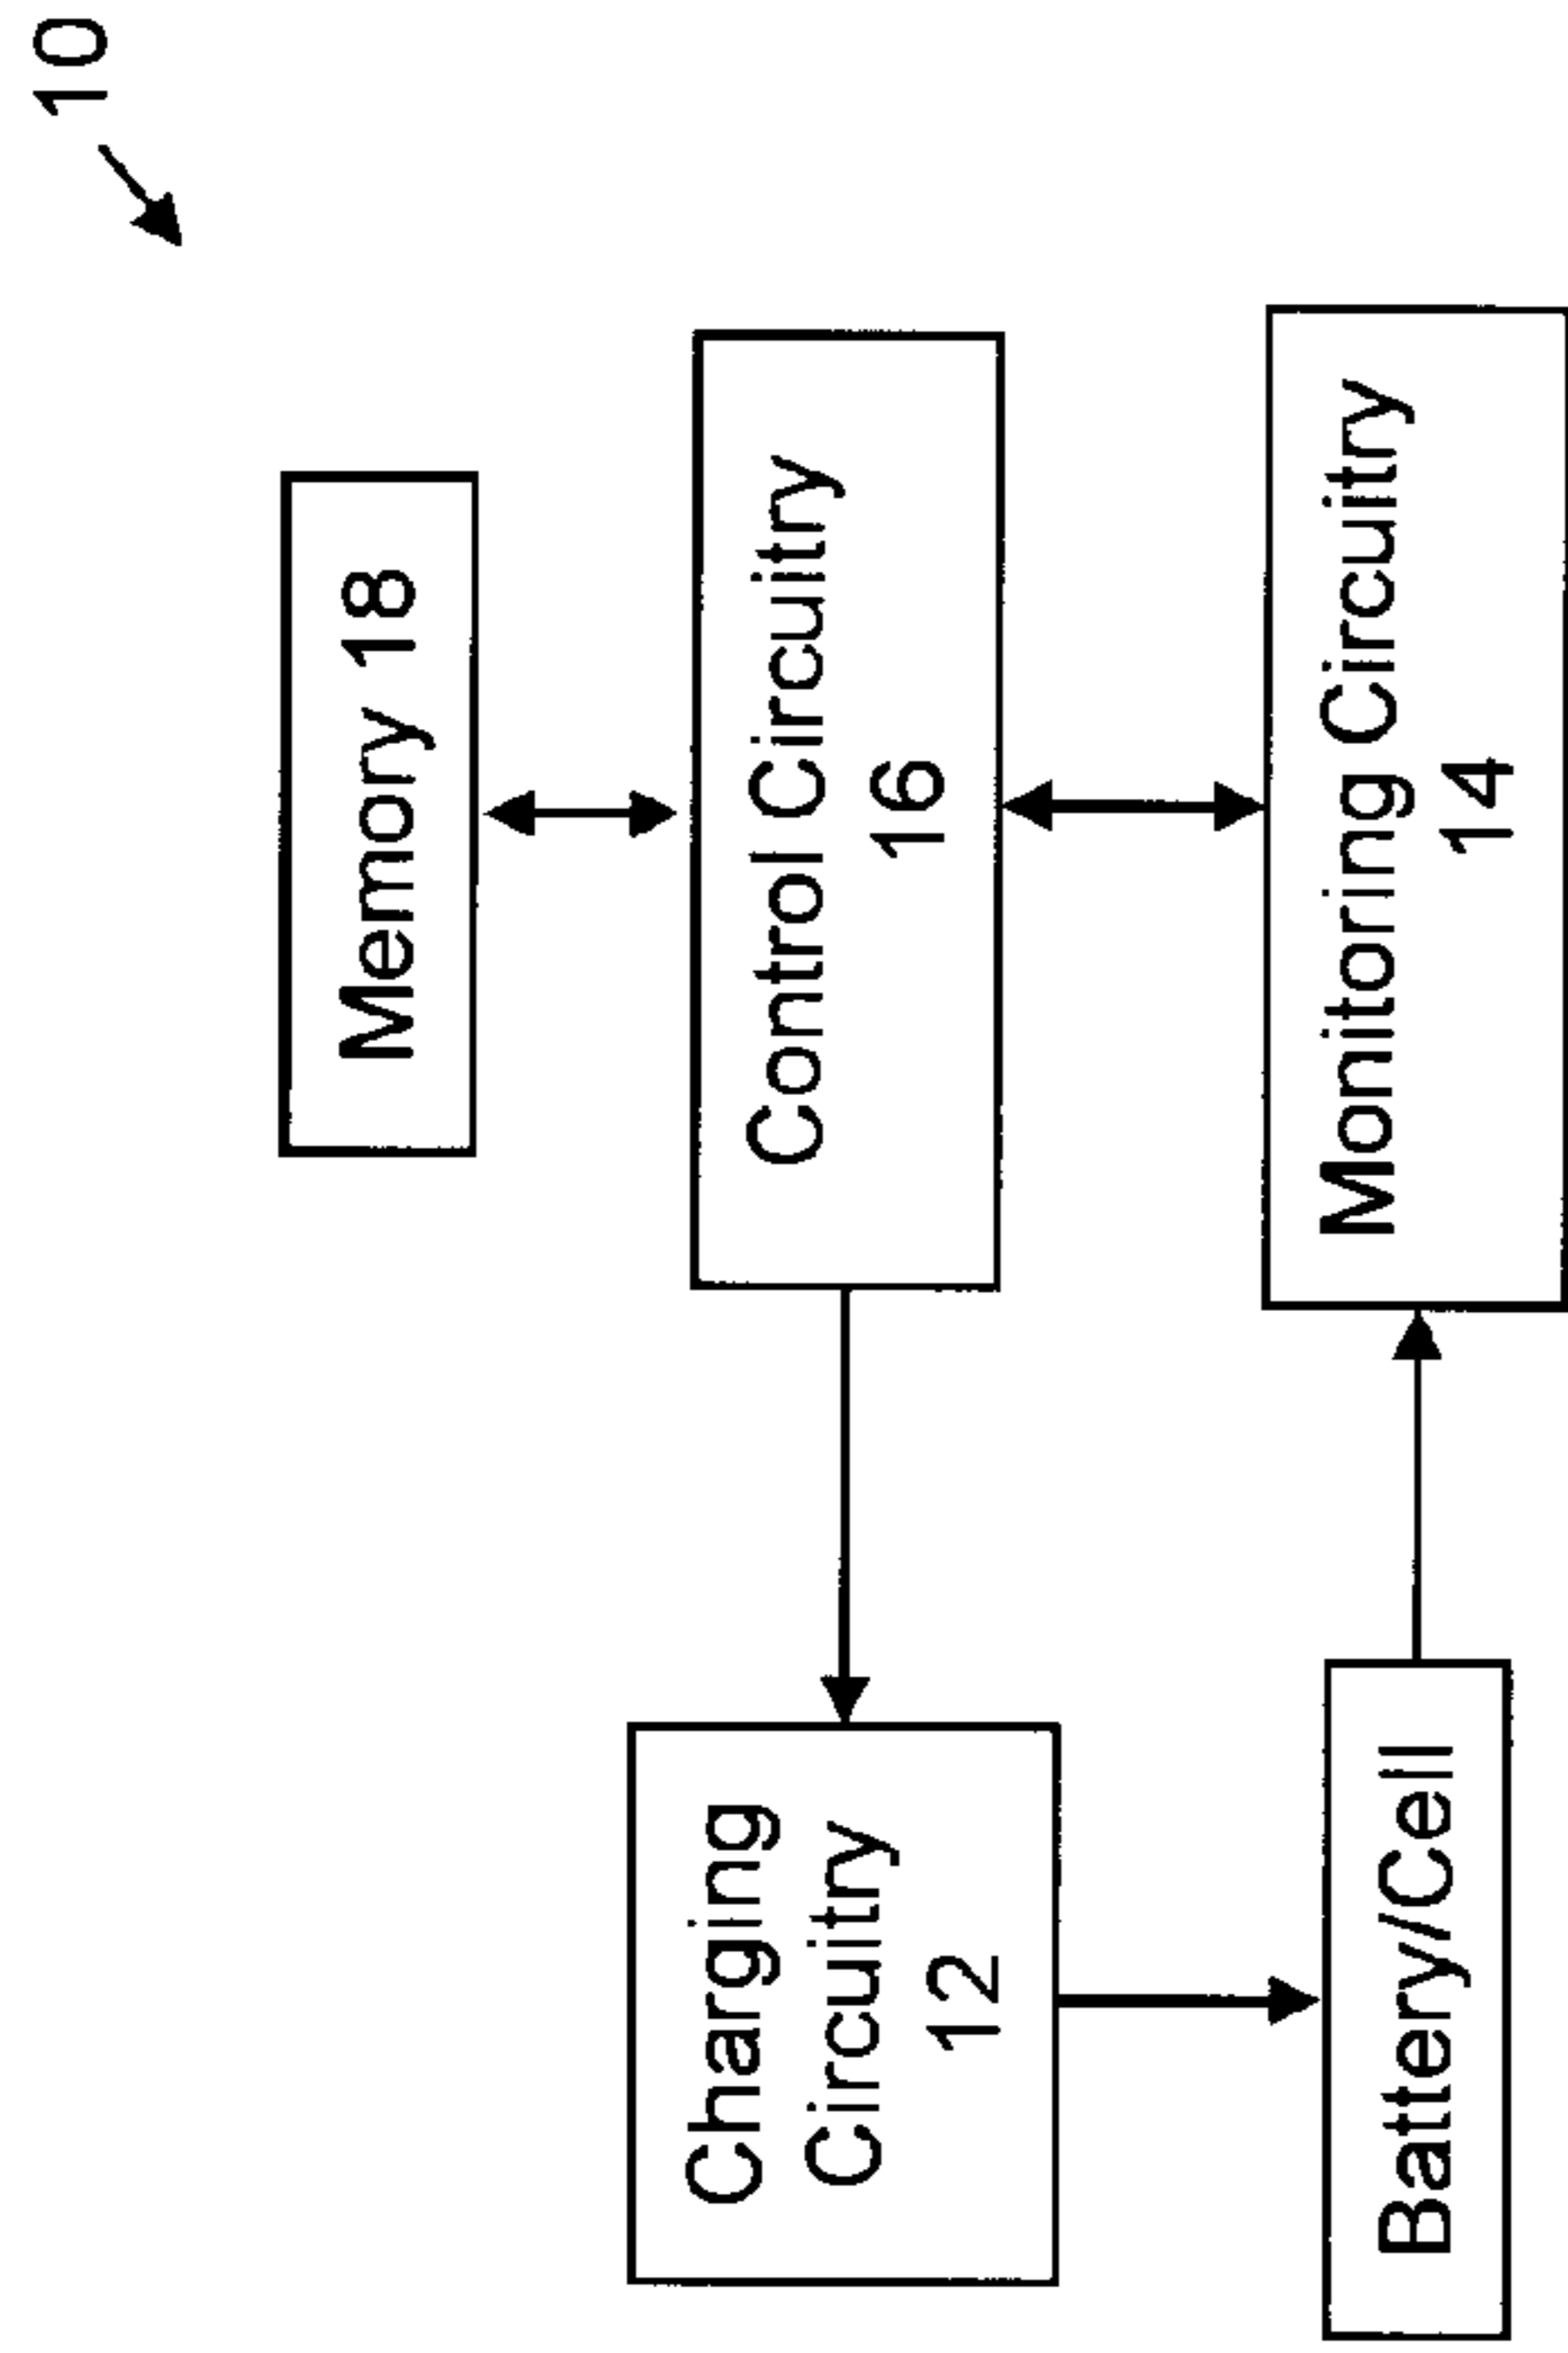 10
Memory 18
Control Circuitry
16
Charging
Circuitry
12
Monitoring Circuitry
14
Battery/Cell